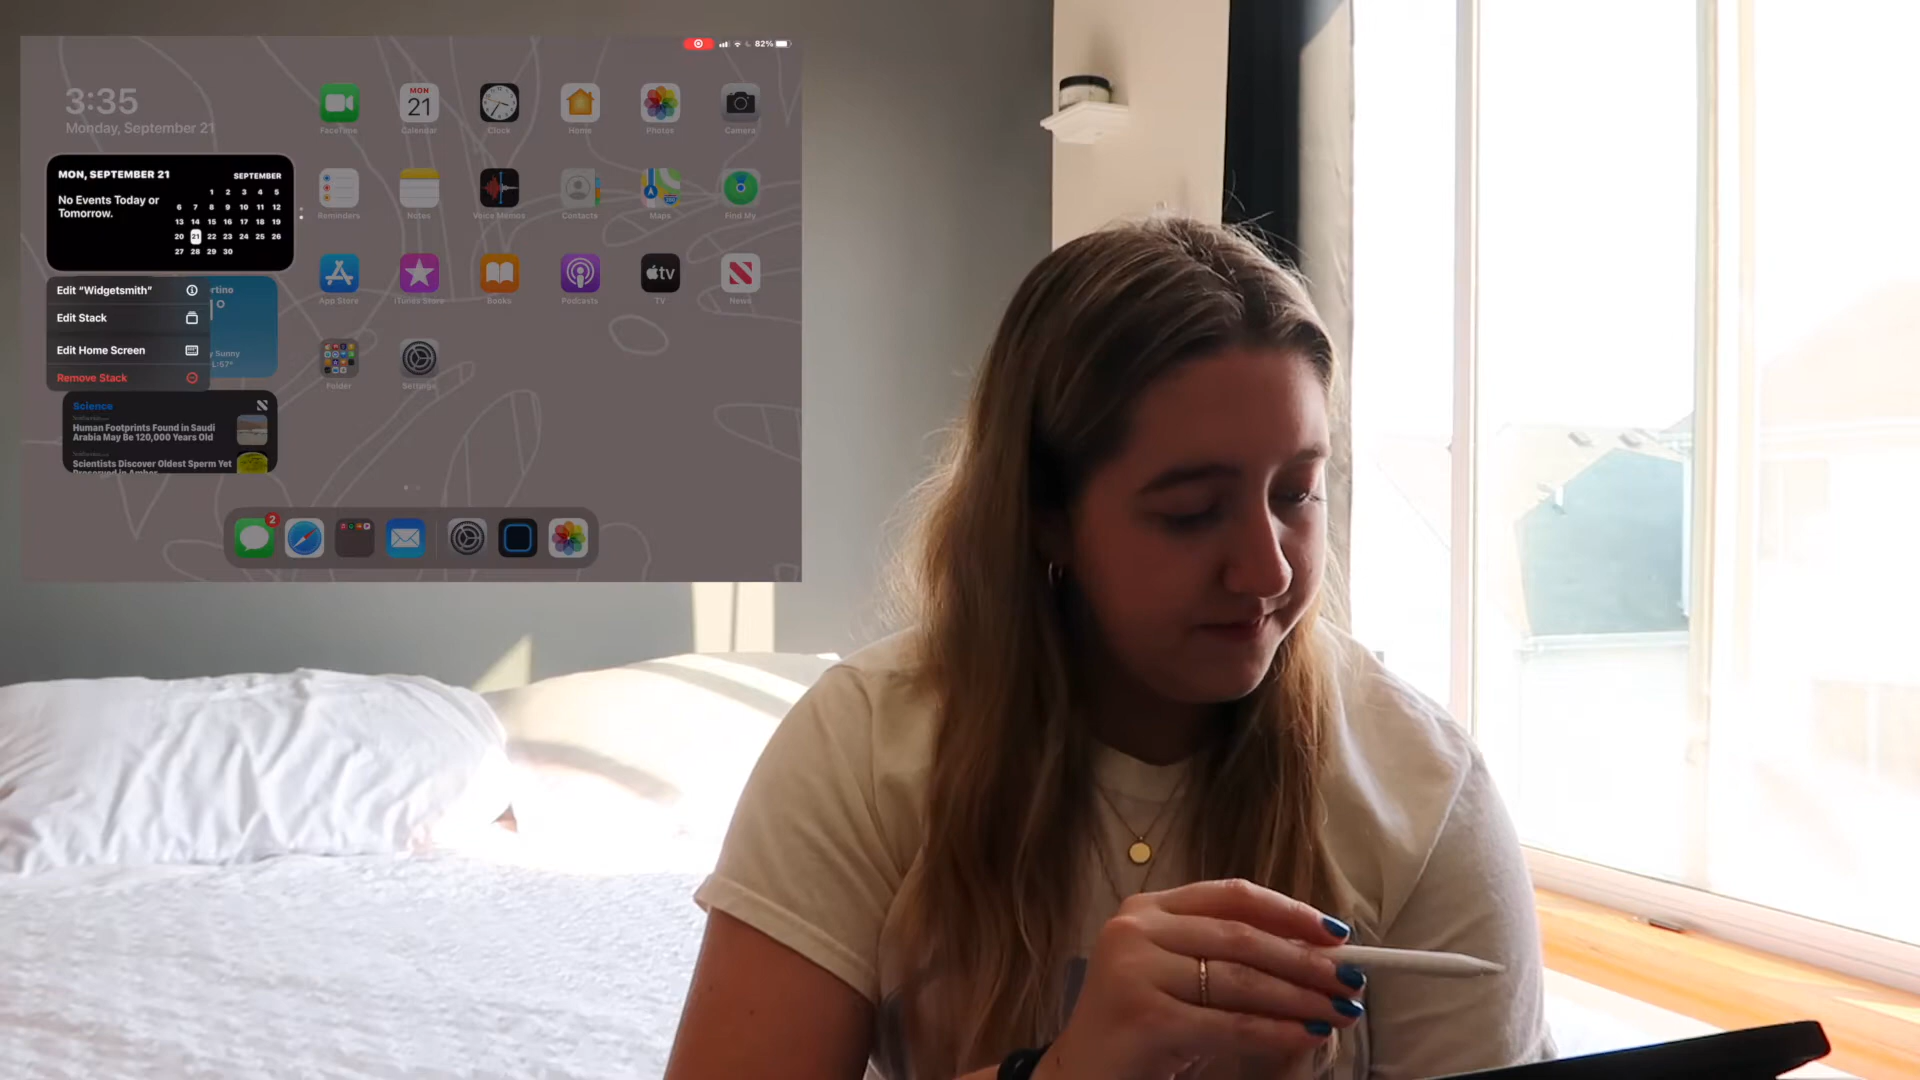 82%
3:35
Monday, September 21
MON, SEPTEMBER 21
SEPTEMBER
No Events Today or
Tomorrow.
1 2 3 4 5
6 7 8 9 10 11 12
13 14 15 16 17 18 19
20 21 22 23 24 25 26
27 28 29 30
Edit “Widgetsmith”
Edit Stack
Edit Home Screen
Remove Stack
rtino
y Sunny
L:57°
Science
Human Footprints Found in Saudi
Arabia May Be 120,000 Years Old
Scientists Discover Oldest Sperm Yet
Preserved in Amber
MON
21
FaceTime Calendar Clock Home Photos Camera
Reminders Notes Voice Memos Contacts Maps Find My
tv
App Store iTunes Store Books Podcasts TV News
Folder Settings
2